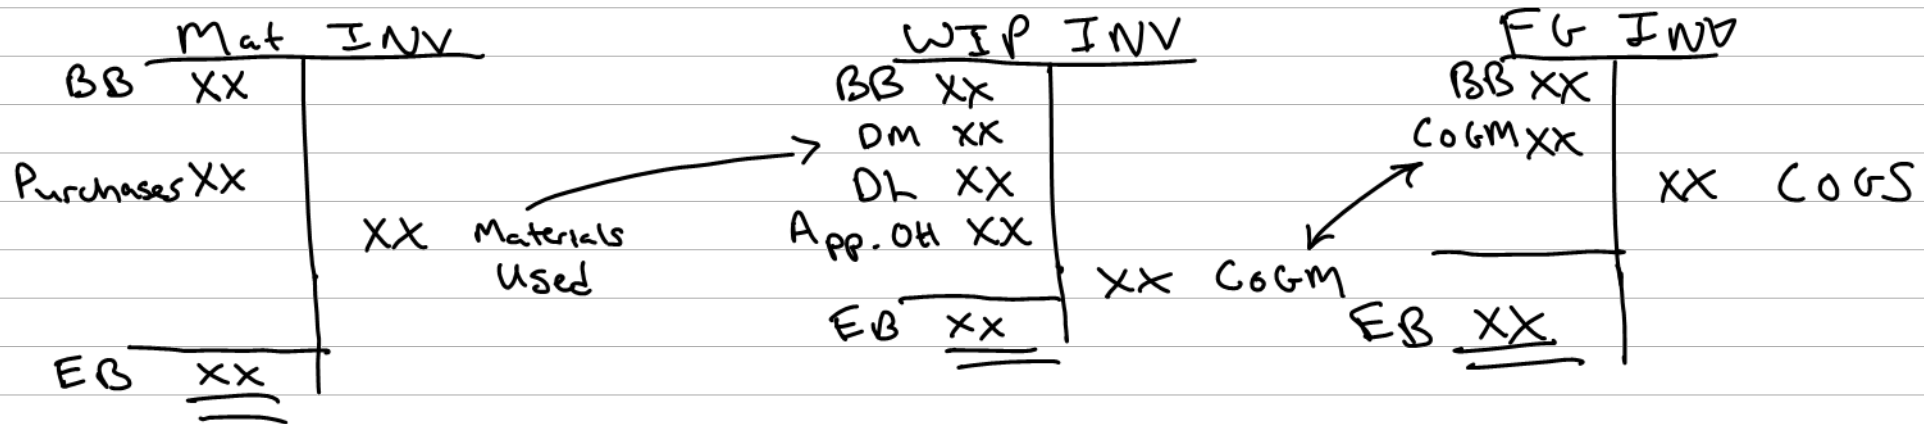 Mat INV
BB XX
Purchases XX
XX Materials
Used
EB XX
WIP INV
BB XX
DM XX
DL XX
App. OH XX
XX COGM
EB XX
FG INV
BB XX
COGM XX
XX COGS
EB XX